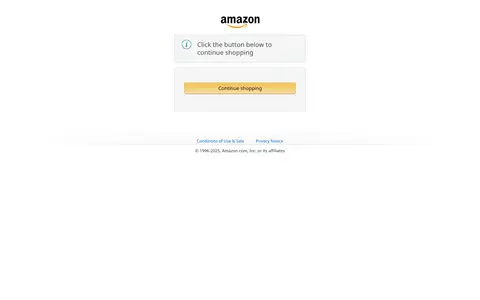 amazon
Click the button below to
continue shopping
Continue shopping
Conditions of Use & Sale Privacy Notice
© 1996-2025, Amazon.com, Inc. or its affiliates